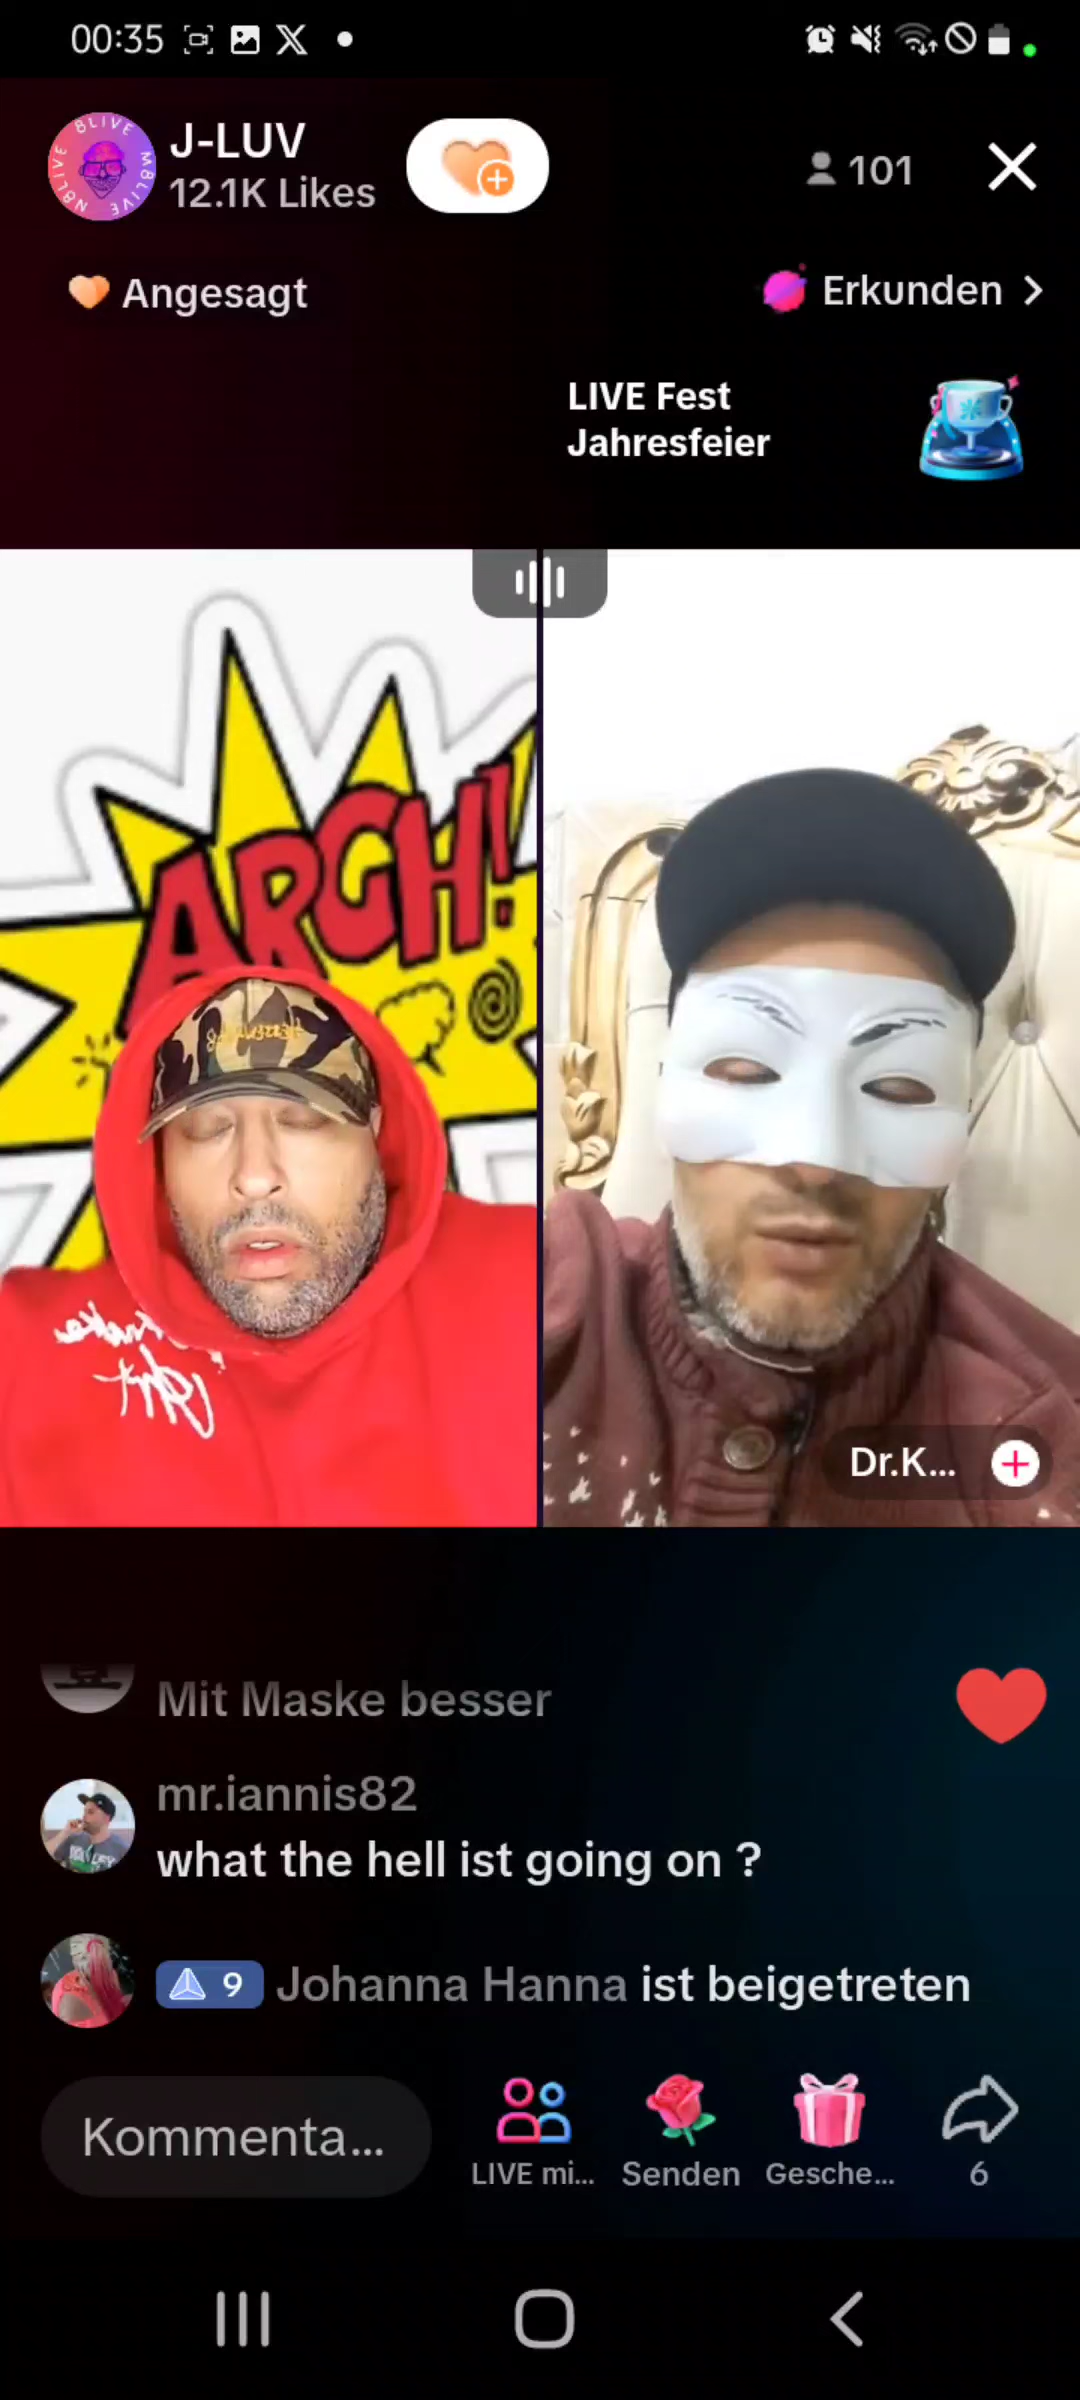 00:35
J-LUV
12.1K Likes
101
Angesagt
Erkunden
LIVE Fest
Jahresfeier
ARGH!
Dr.K...
Mit Maske besser
mr.iannis82
what the hell ist going on ?
9 Johanna Hanna ist beigetreten
Kommenta...
LIVE mi...
Senden
Gesche...
6